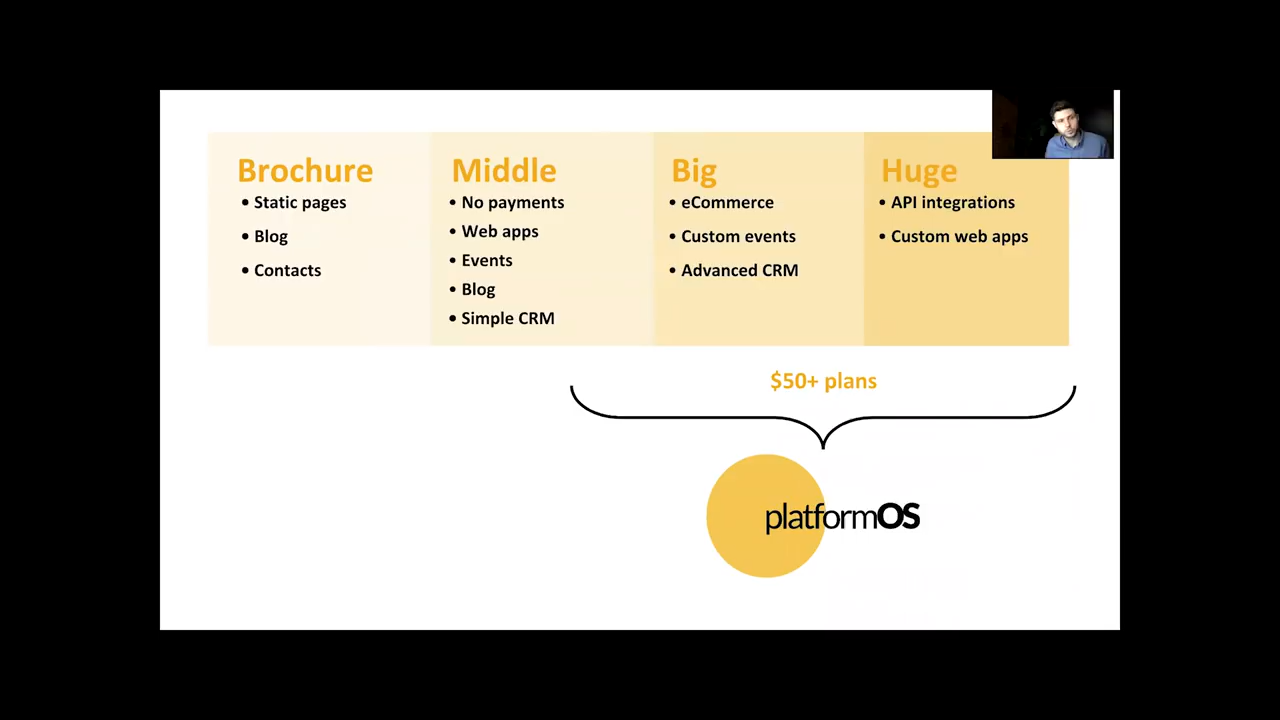 Brochure
• Static pages
• Blog
• Contacts
Middle
• No payments
• Web apps
• Events
• Blog
• Simple CRM
Big
• eCommerce
• Custom events
• Advanced CRM
Huge
• API integrations
• Custom web apps
$50+ plans
platformOS